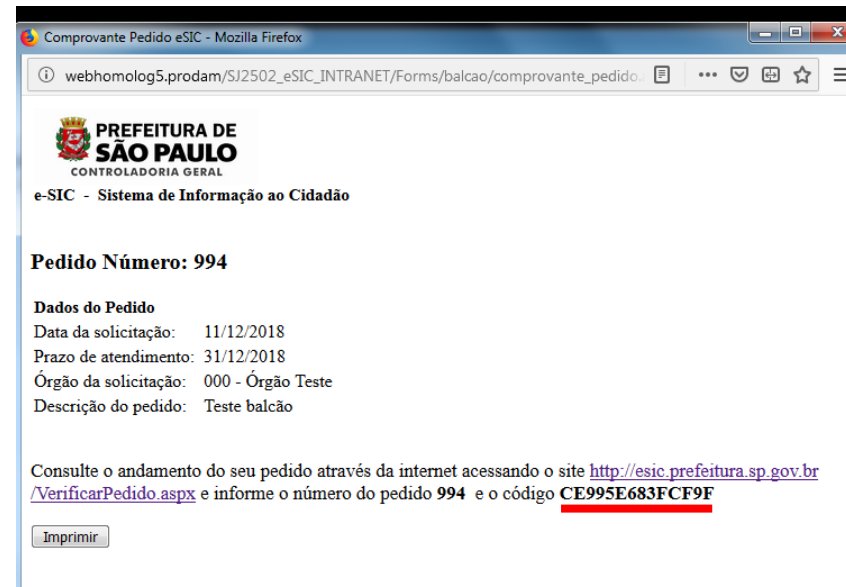 Comprovante Pedido eSIC - Mozilla Firefox
webhomolog5.prodam/SJ2502_eSIC_INTRANET/Forms/balcao/comprovante_pedido.
PREFEITURA DE
SÃO PAULO
CONTROLADORIA GERAL
e-SIC - Sistema de Informação ao Cidadão
Pedido Número: 994
Dados do Pedido
Data da solicitação: 11/12/2018
Prazo de atendimento: 31/12/2018
Órgão da solicitação: 000 - Órgão Teste
Descrição do pedido: Teste balcão
Consulte o andamento do seu pedido através da internet acessando o site http://esic.prefeitura.sp.gov.br
/VerificarPedido.aspx e informe o número do pedido 994 e o código CE995E683FCF9F
Imprimir